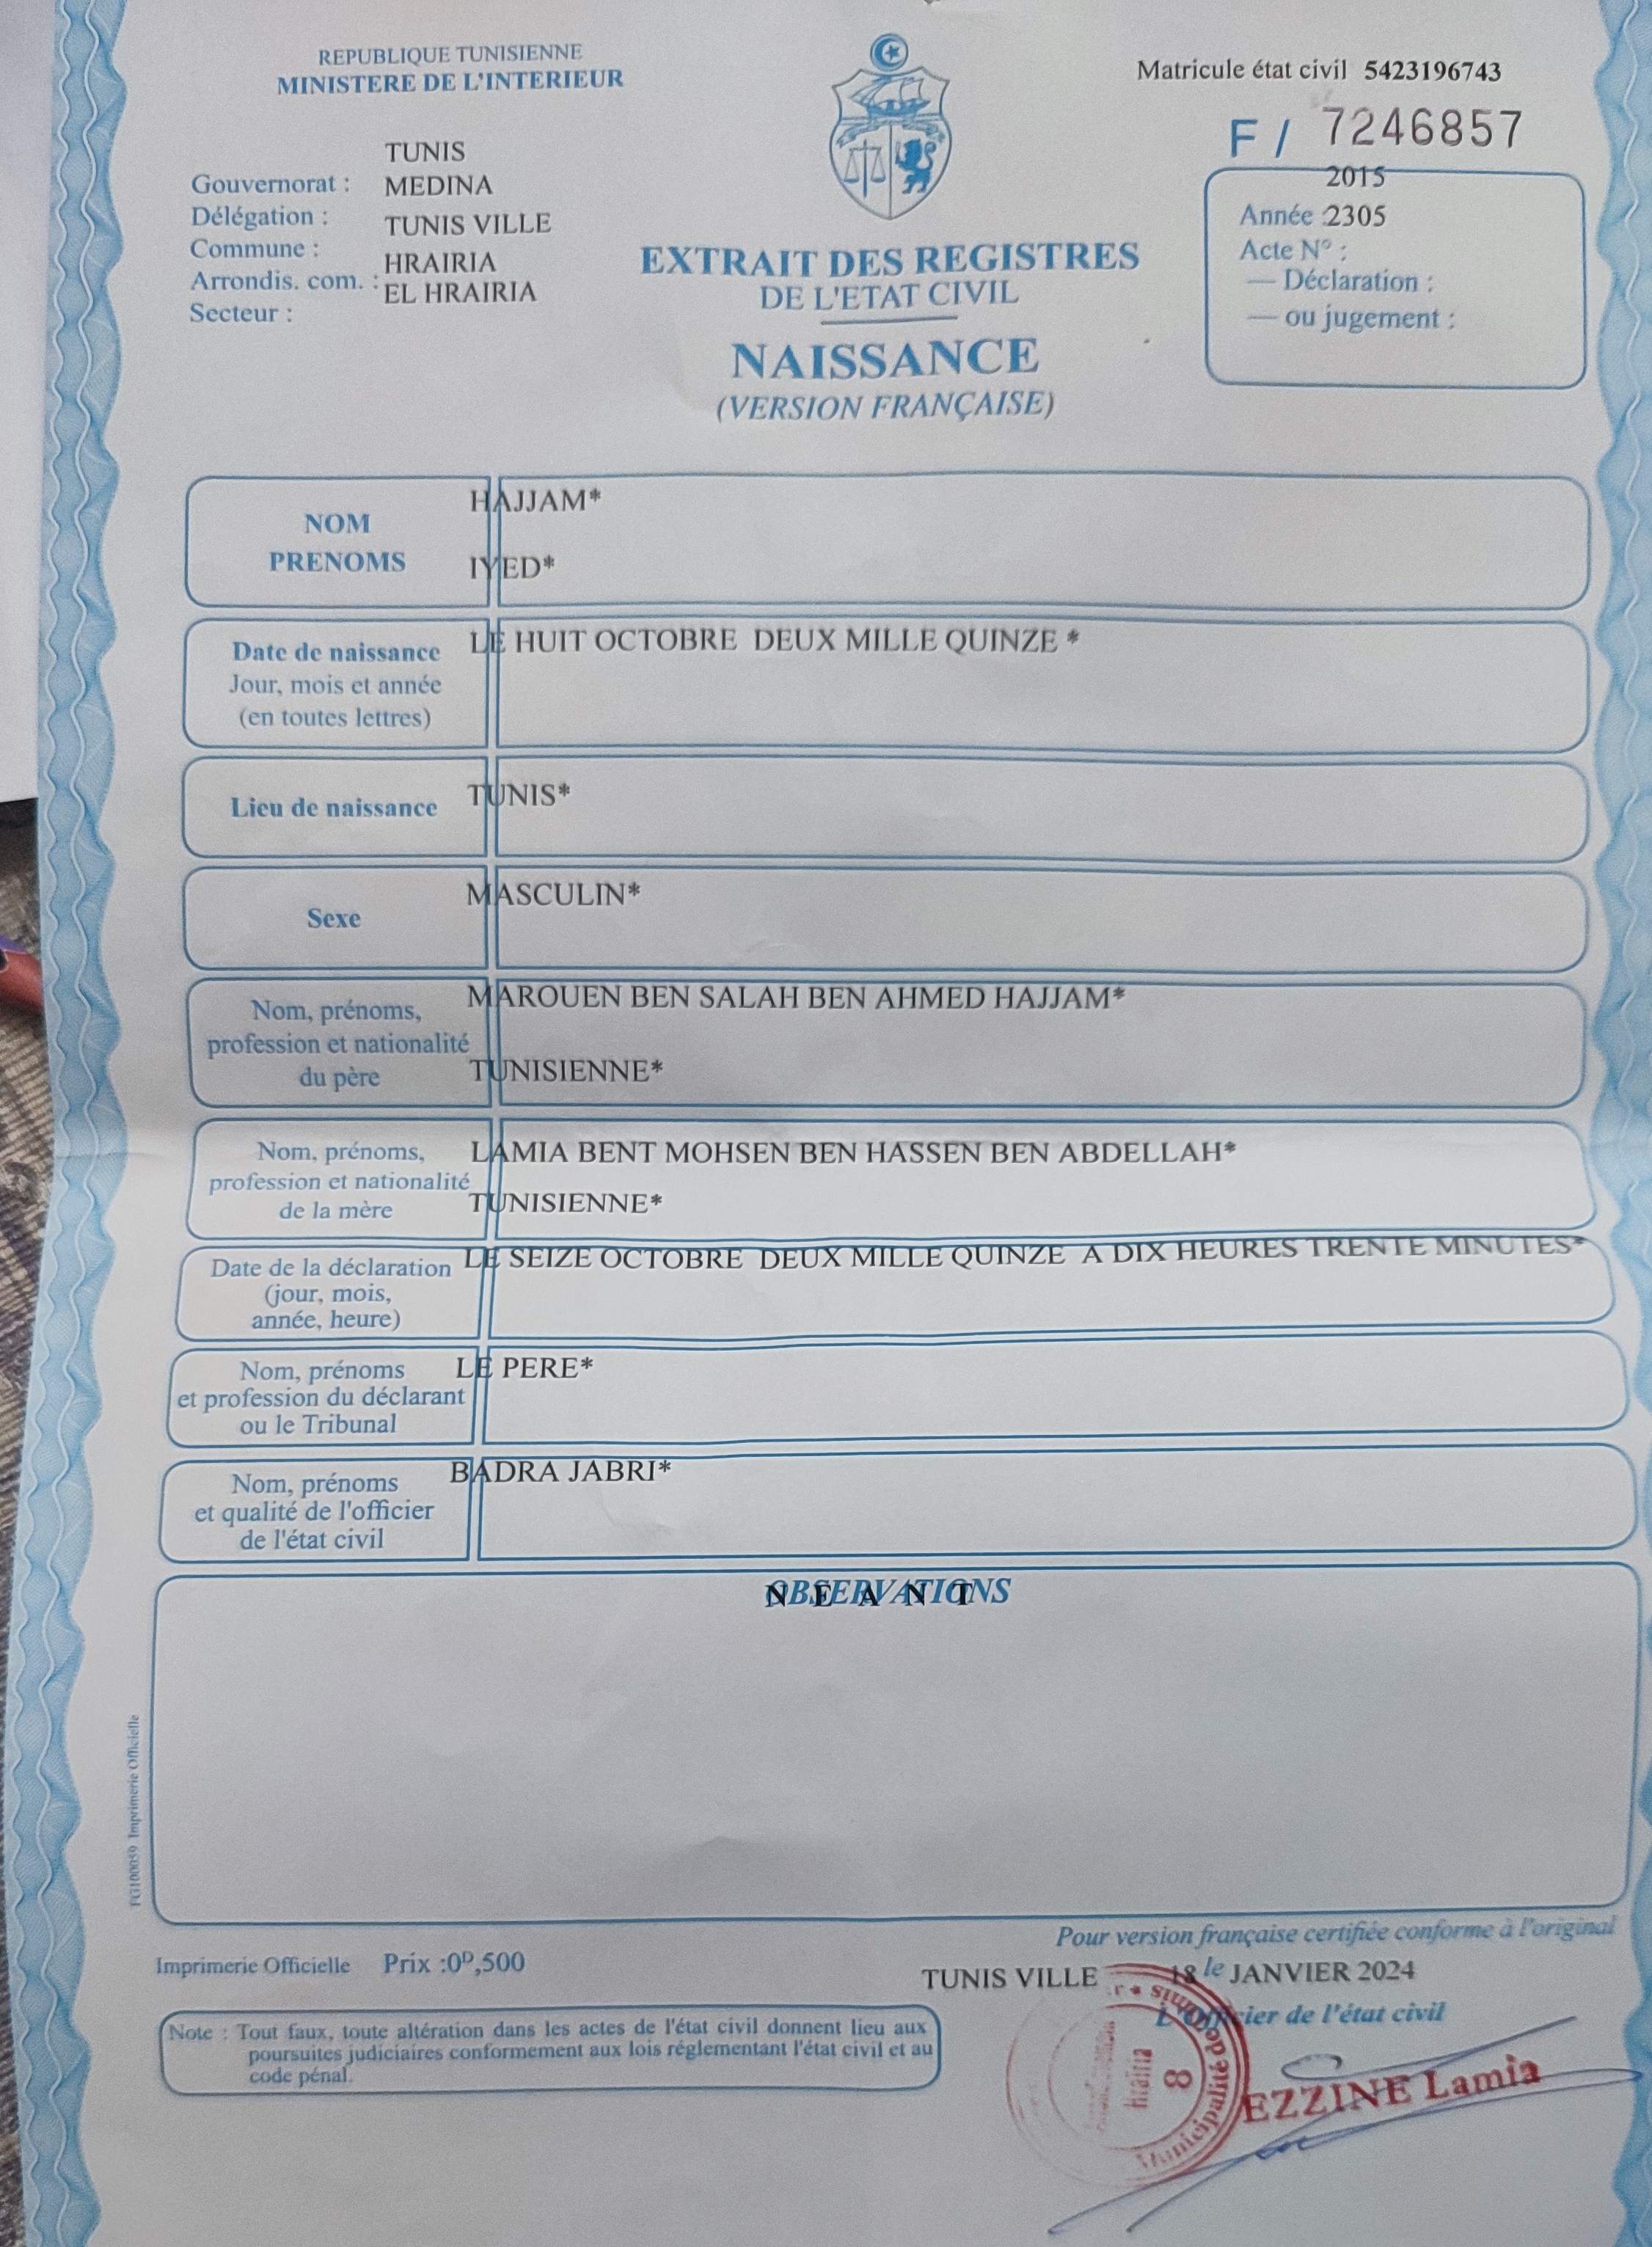 REPUBLIQUE TUNISIENNE
MINISTERE DE L'INTERIEUR
Matricule état civil 5423196743
F / 7246857
TUNIS
Gouvernorat : MEDINA
Délégation : TUNIS VILLE
Commune : HRAIRIA
Arrondis. com. : EL HRAIRIA
Secteur :
2015
Année : 2305
Acte N° :
— Déclaration :
— ou jugement :
EXTRAIT DES REGISTRES
DE L'ETAT CIVIL
NAISSANCE
(VERSION FRANÇAISE)
HAJJAM*
NOM
PRENOMS
IYED*
LE HUIT OCTOBRE DEUX MILLE QUINZE *
Date de naissance
Jour, mois et année
(en toutes lettres)
TUNIS*
Lieu de naissance
MASCULIN*
Sexe
MAROUEN BEN SALAH BEN AHMED HAJJAM*
Nom, prénoms,
profession et nationalité
du père
TUNISIENNE*
LAMIA BENT MOHSEN BEN HASSEN BEN ABDELLAH*
Nom, prénoms,
profession et nationalité
de la mère
TUNISIENNE*
LE SEIZE OCTOBRE DEUX MILLE QUINZE A DIX HEURES TRENTE MINUTES*
Date de la déclaration
(jour, mois,
année, heure)
LE PERE*
Nom, prénoms
et profession du déclarant
ou le Tribunal
BADRA JABRI*
Nom, prénoms
et qualité de l'officier
de l'état civil
OBSERVATIONS
N E A N T
FG100059 Imprimerie Officielle
Pour version française certifiée conforme à l'original
Imprimerie Officielle Prix :0ᴰ,500
TUNIS VILLE 18 le JANVIER 2024
L'Officier de l'état civil
Note : Tout faux, toute altération dans les actes de l'état civil donnent lieu aux
poursuites judiciaires conformement aux lois réglementant l'état civil et au
code pénal.
Municipalité de Tunis
8
EZZINE Lamia